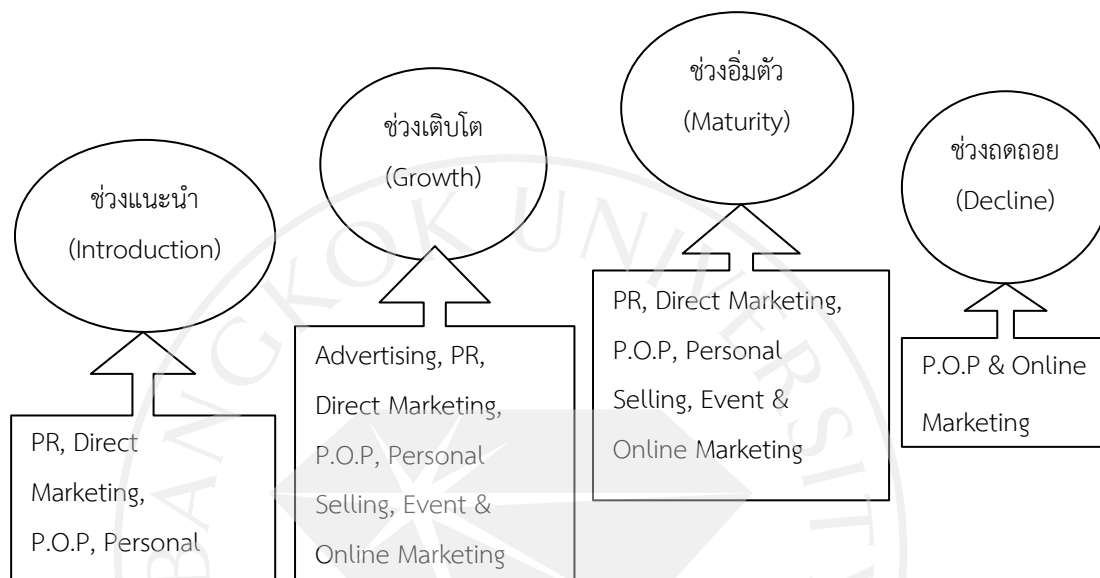 ช่วงแนะนำ
(Introduction)
PR, Direct
Marketing,
P.O.P, Personal
ช่วงเติบโต
(Growth)
Advertising, PR,
Direct Marketing,
P.O.P, Personal
Selling, Event &
Online Marketing
ช่วงอิ่มตัว
(Maturity)
PR, Direct Marketing,
P.O.P, Personal
Selling, Event &
Online Marketing
ช่วงถดถอย
(Decline)
P.O.P & Online
Marketing
BANGKOK UNIVERSITY